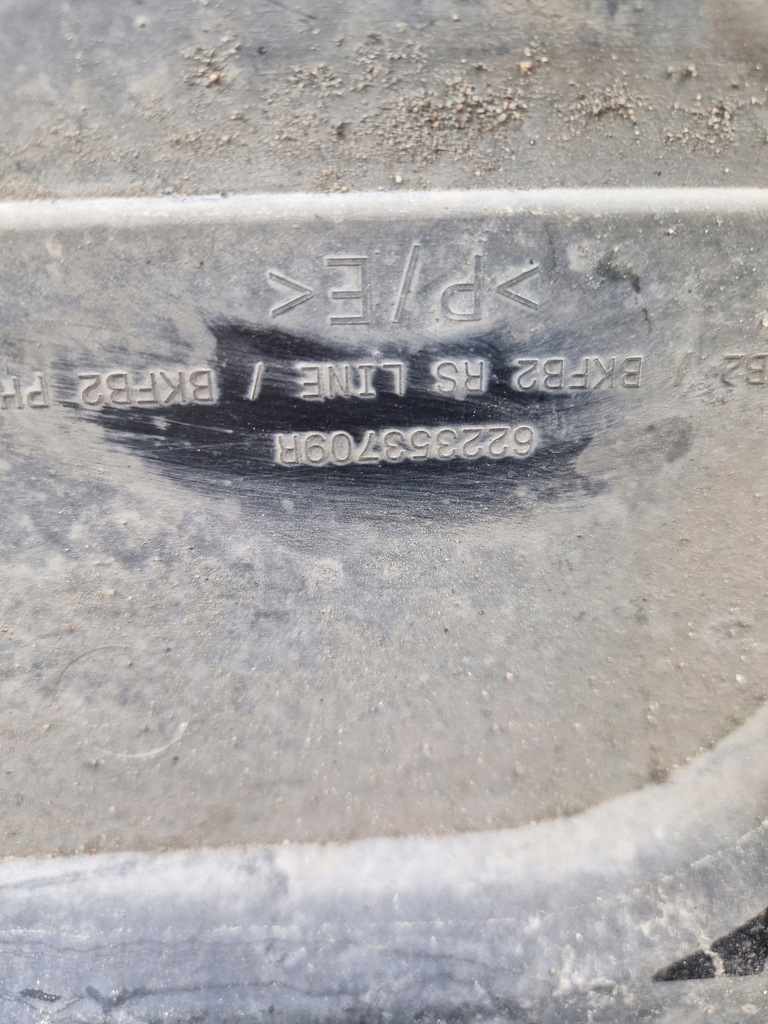 622353709R
B2 / BKFB2 RS LINE / BKFB2 PH
>P/E<